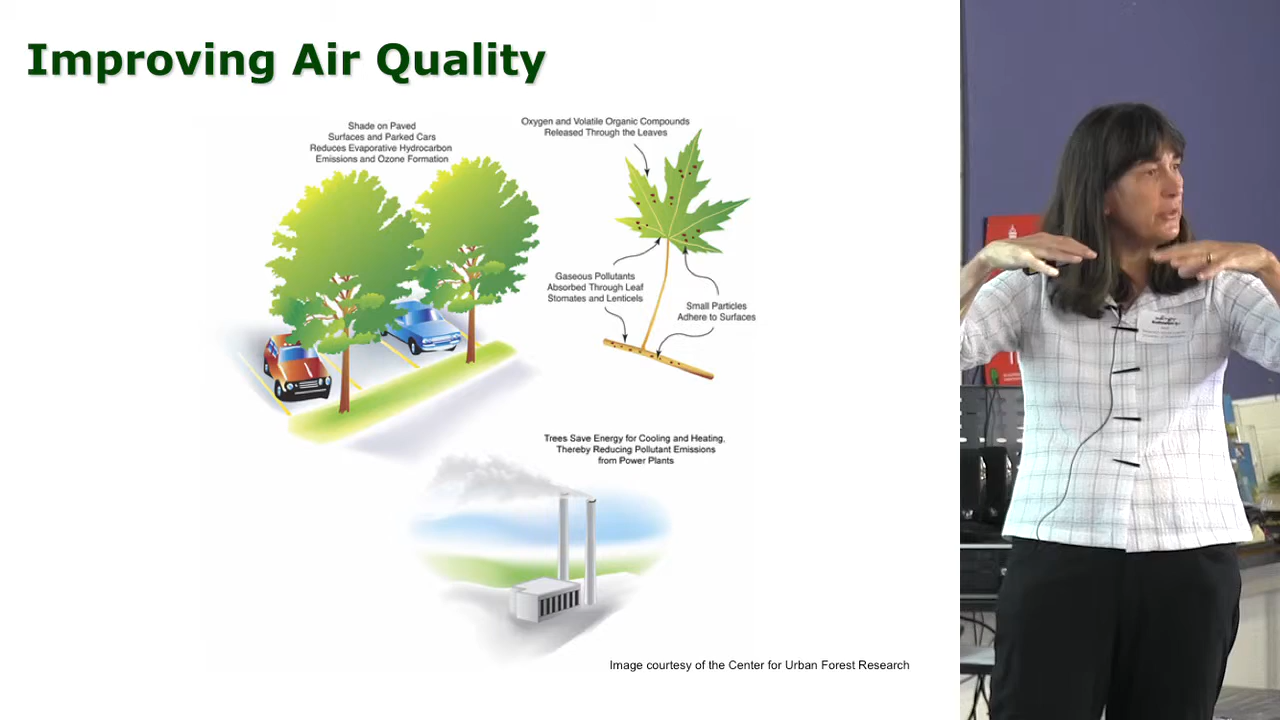 Improving Air Quality
Shade on Paved
Surfaces and Parked Cars
Reduces Evaporative Hydrocarbon
Emissions and Ozone Formation
Oxygen and Volatile Organic Compounds
Released Through the Leaves
Gaseous Pollutants
Absorbed Through Leaf
Stomates and Lenticels
Small Particles
Adhere to Surfaces
Trees Save Energy for Cooling and Heating,
Thereby Reducing Pollutant Emissions
from Power Plants
Image courtesy of the Center for Urban Forest Research